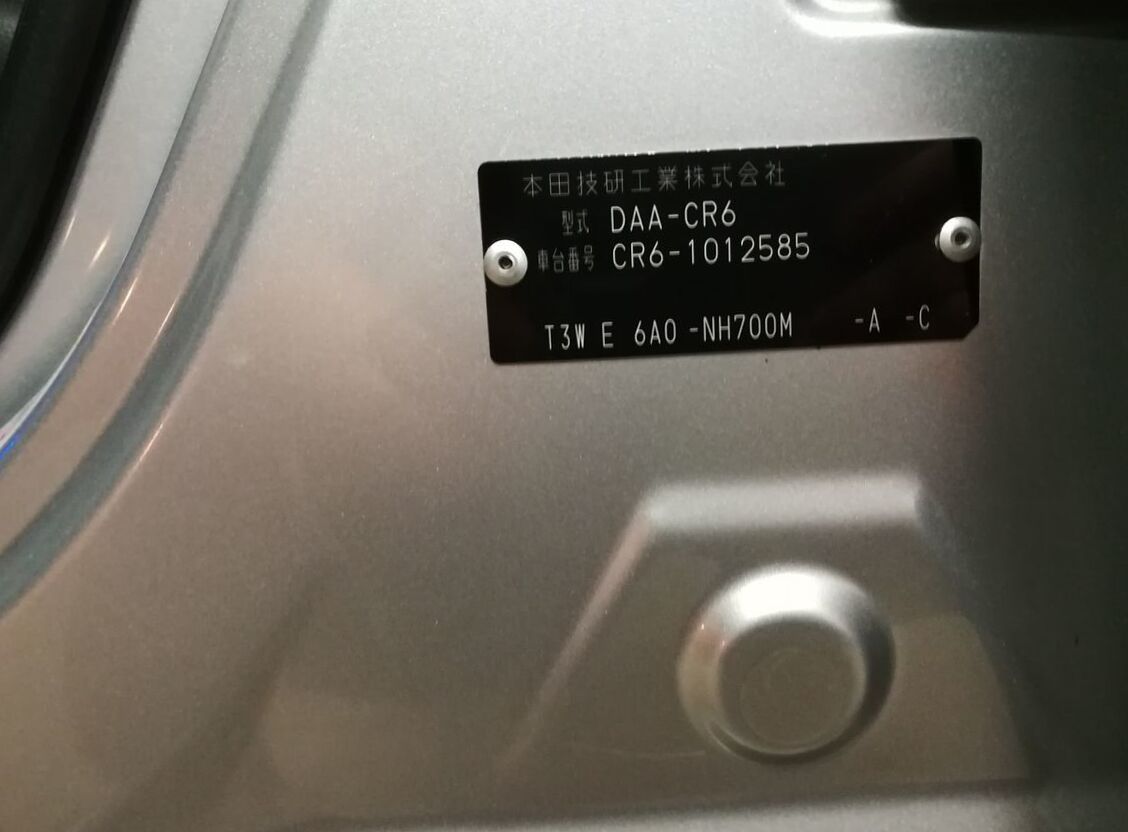 本田技研工業株式会社
型式 DAA-CR6
車台番号 CR6-1012585
T3W E 6A0 -NH700M -A -C